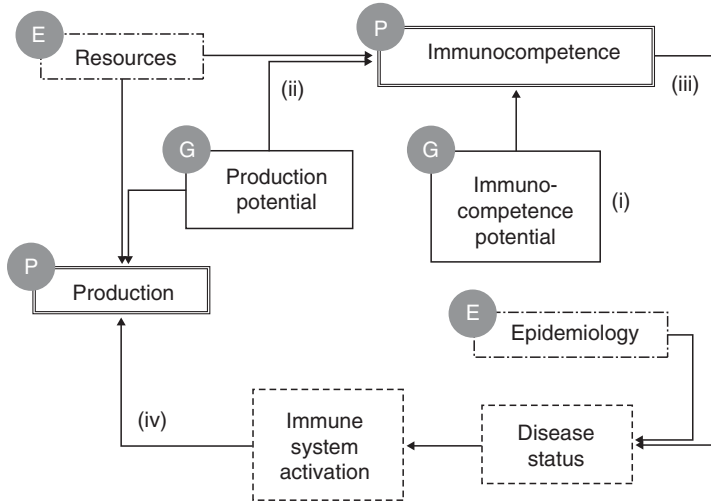 E
Resources
P
Immunocompetence
(ii)
(iii)
G
Production
potential
G
Immuno-
competence
potential
(i)
P
Production
E
Epidemiology
(iv)
Immune
system
activation
Disease
status